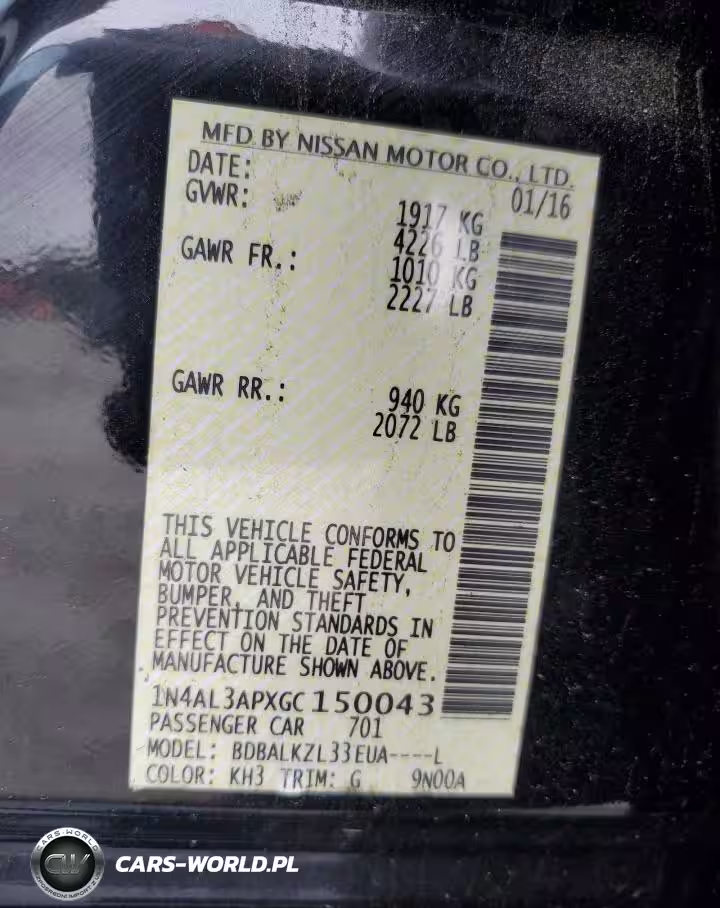 MFD BY NISSAN MOTOR CO., LTD.
DATE: 01/16
GVWR: 1917 KG
4226 LB
GAWR FR.: 1010 KG
2227 LB
GAWR RR.: 940 KG
2072 LB
THIS VEHICLE CONFORMS TO
ALL APPLICABLE FEDERAL
MOTOR VEHICLE SAFETY,
BUMPER, AND THEFT
PREVENTION STANDARDS IN
EFFECT ON THE DATE OF
MANUFACTURE SHOWN ABOVE.
1N4AL3APXGC150043
PASSENGER CAR 701
MODEL: BDBALKZL33EUA----L
COLOR: KH3 TRIM: G 9N00A
CARS-WORLD
CW
CARS-WORLD.PL